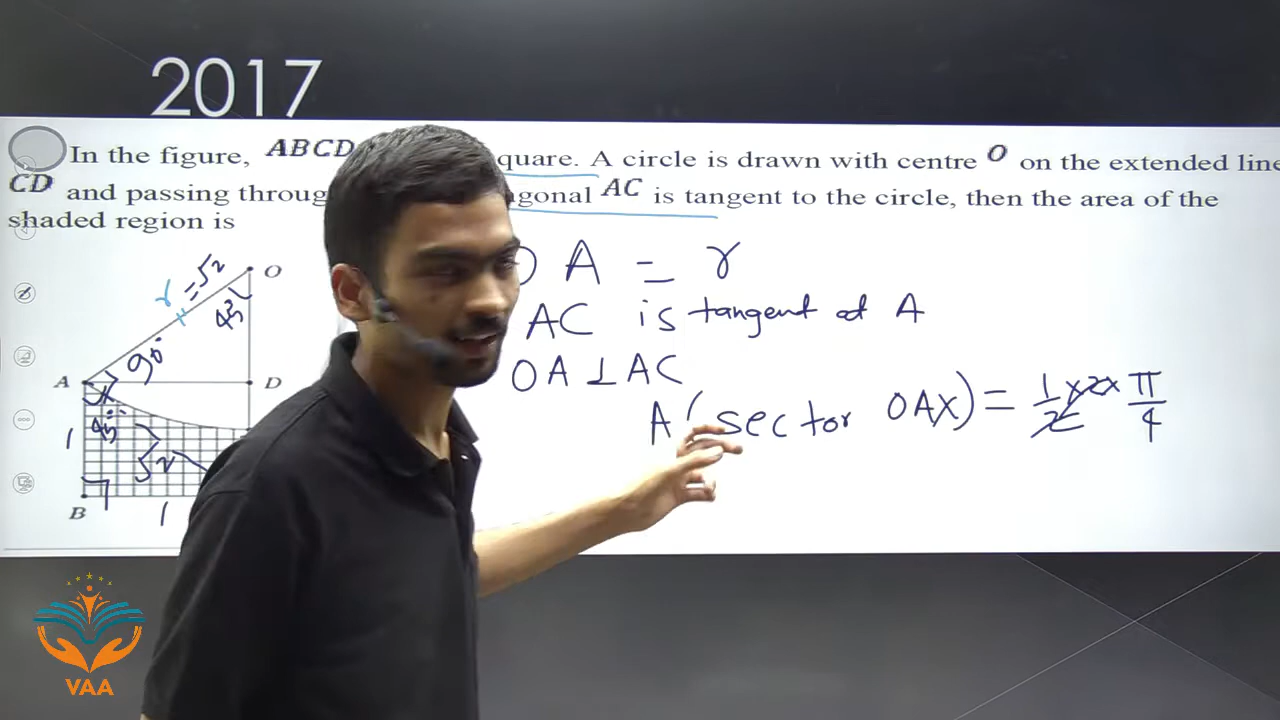 2017
In the figure, ABCD quare. A circle is drawn with centre O on the extended line
CD and passing throug gonal AC is tangent to the circle, then the area of the
shaded region is
O
r = √2
45°
90°
A
D
x
45°
1
√2
B
1
O A = r
AC is tangent at A
OA ⊥ AC
A (sector OAX) = 1/2 × 2 × π/4
VAA